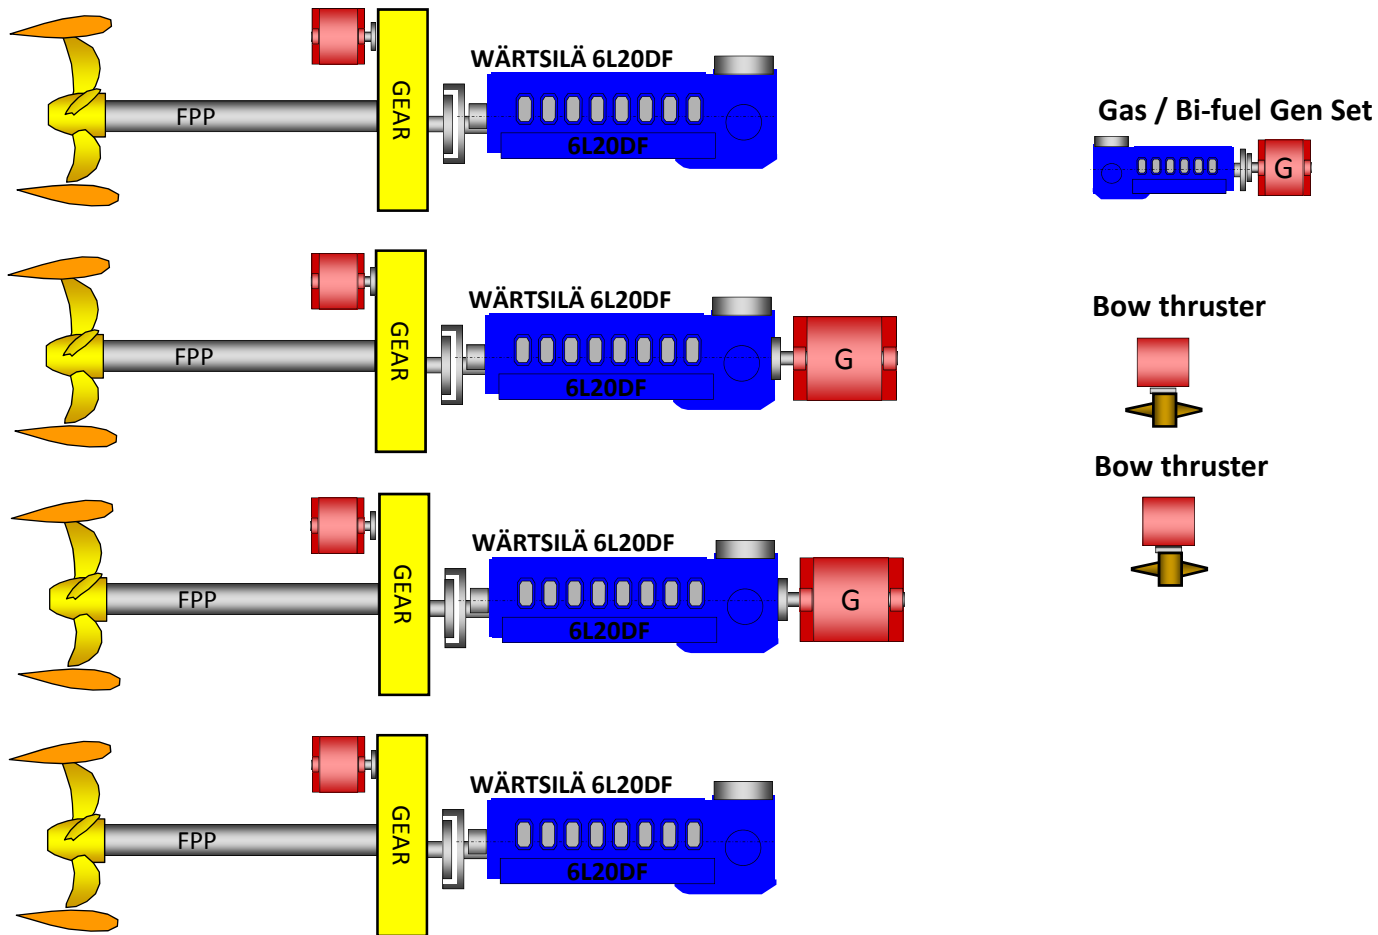 WÄRTSILÄ 6L20DF
FPP
GEAR
6L20DF
Gas / Bi-fuel Gen Set
G
WÄRTSILÄ 6L20DF
FPP
GEAR
6L20DF
G
Bow thruster
WÄRTSILÄ 6L20DF
FPP
GEAR
6L20DF
G
Bow thruster
WÄRTSILÄ 6L20DF
FPP
GEAR
6L20DF